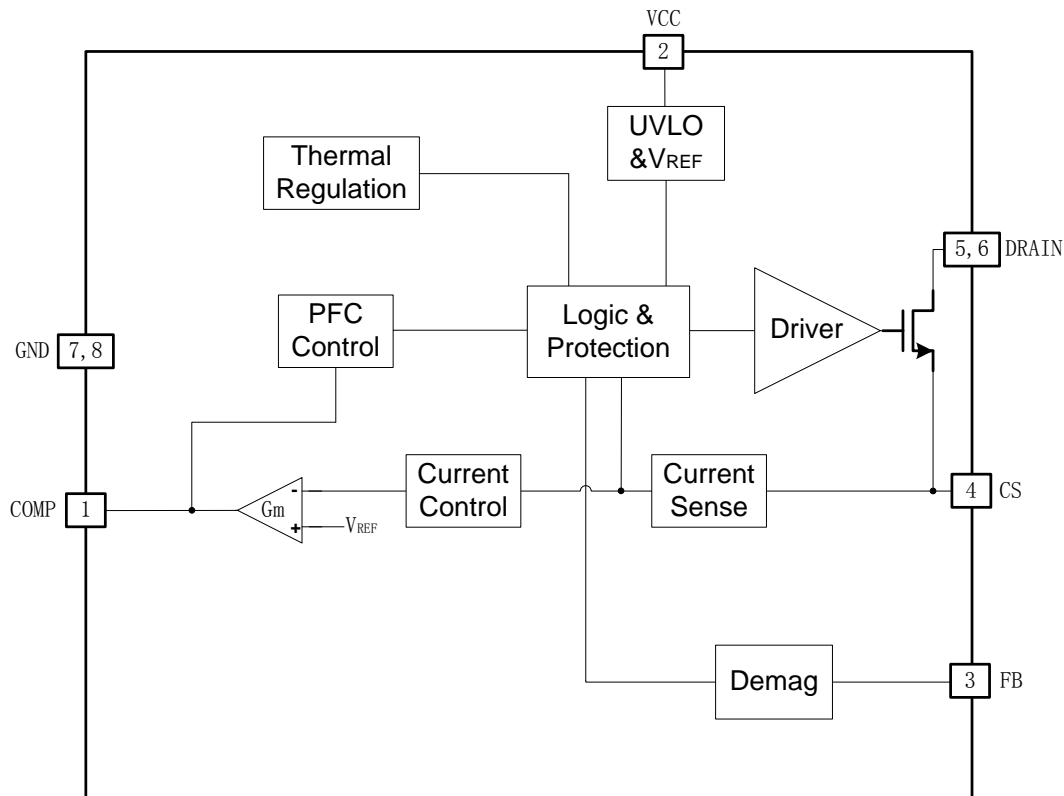 VCC
2
UVLO
&VREF
Thermal
Regulation
5,6 DRAIN
PFC
Control
Logic &
Protection
Driver
GND 7,8
COMP 1
Gm
-
+
VREF
Current
Control
Current
Sense
4 CS
Demag
3 FB